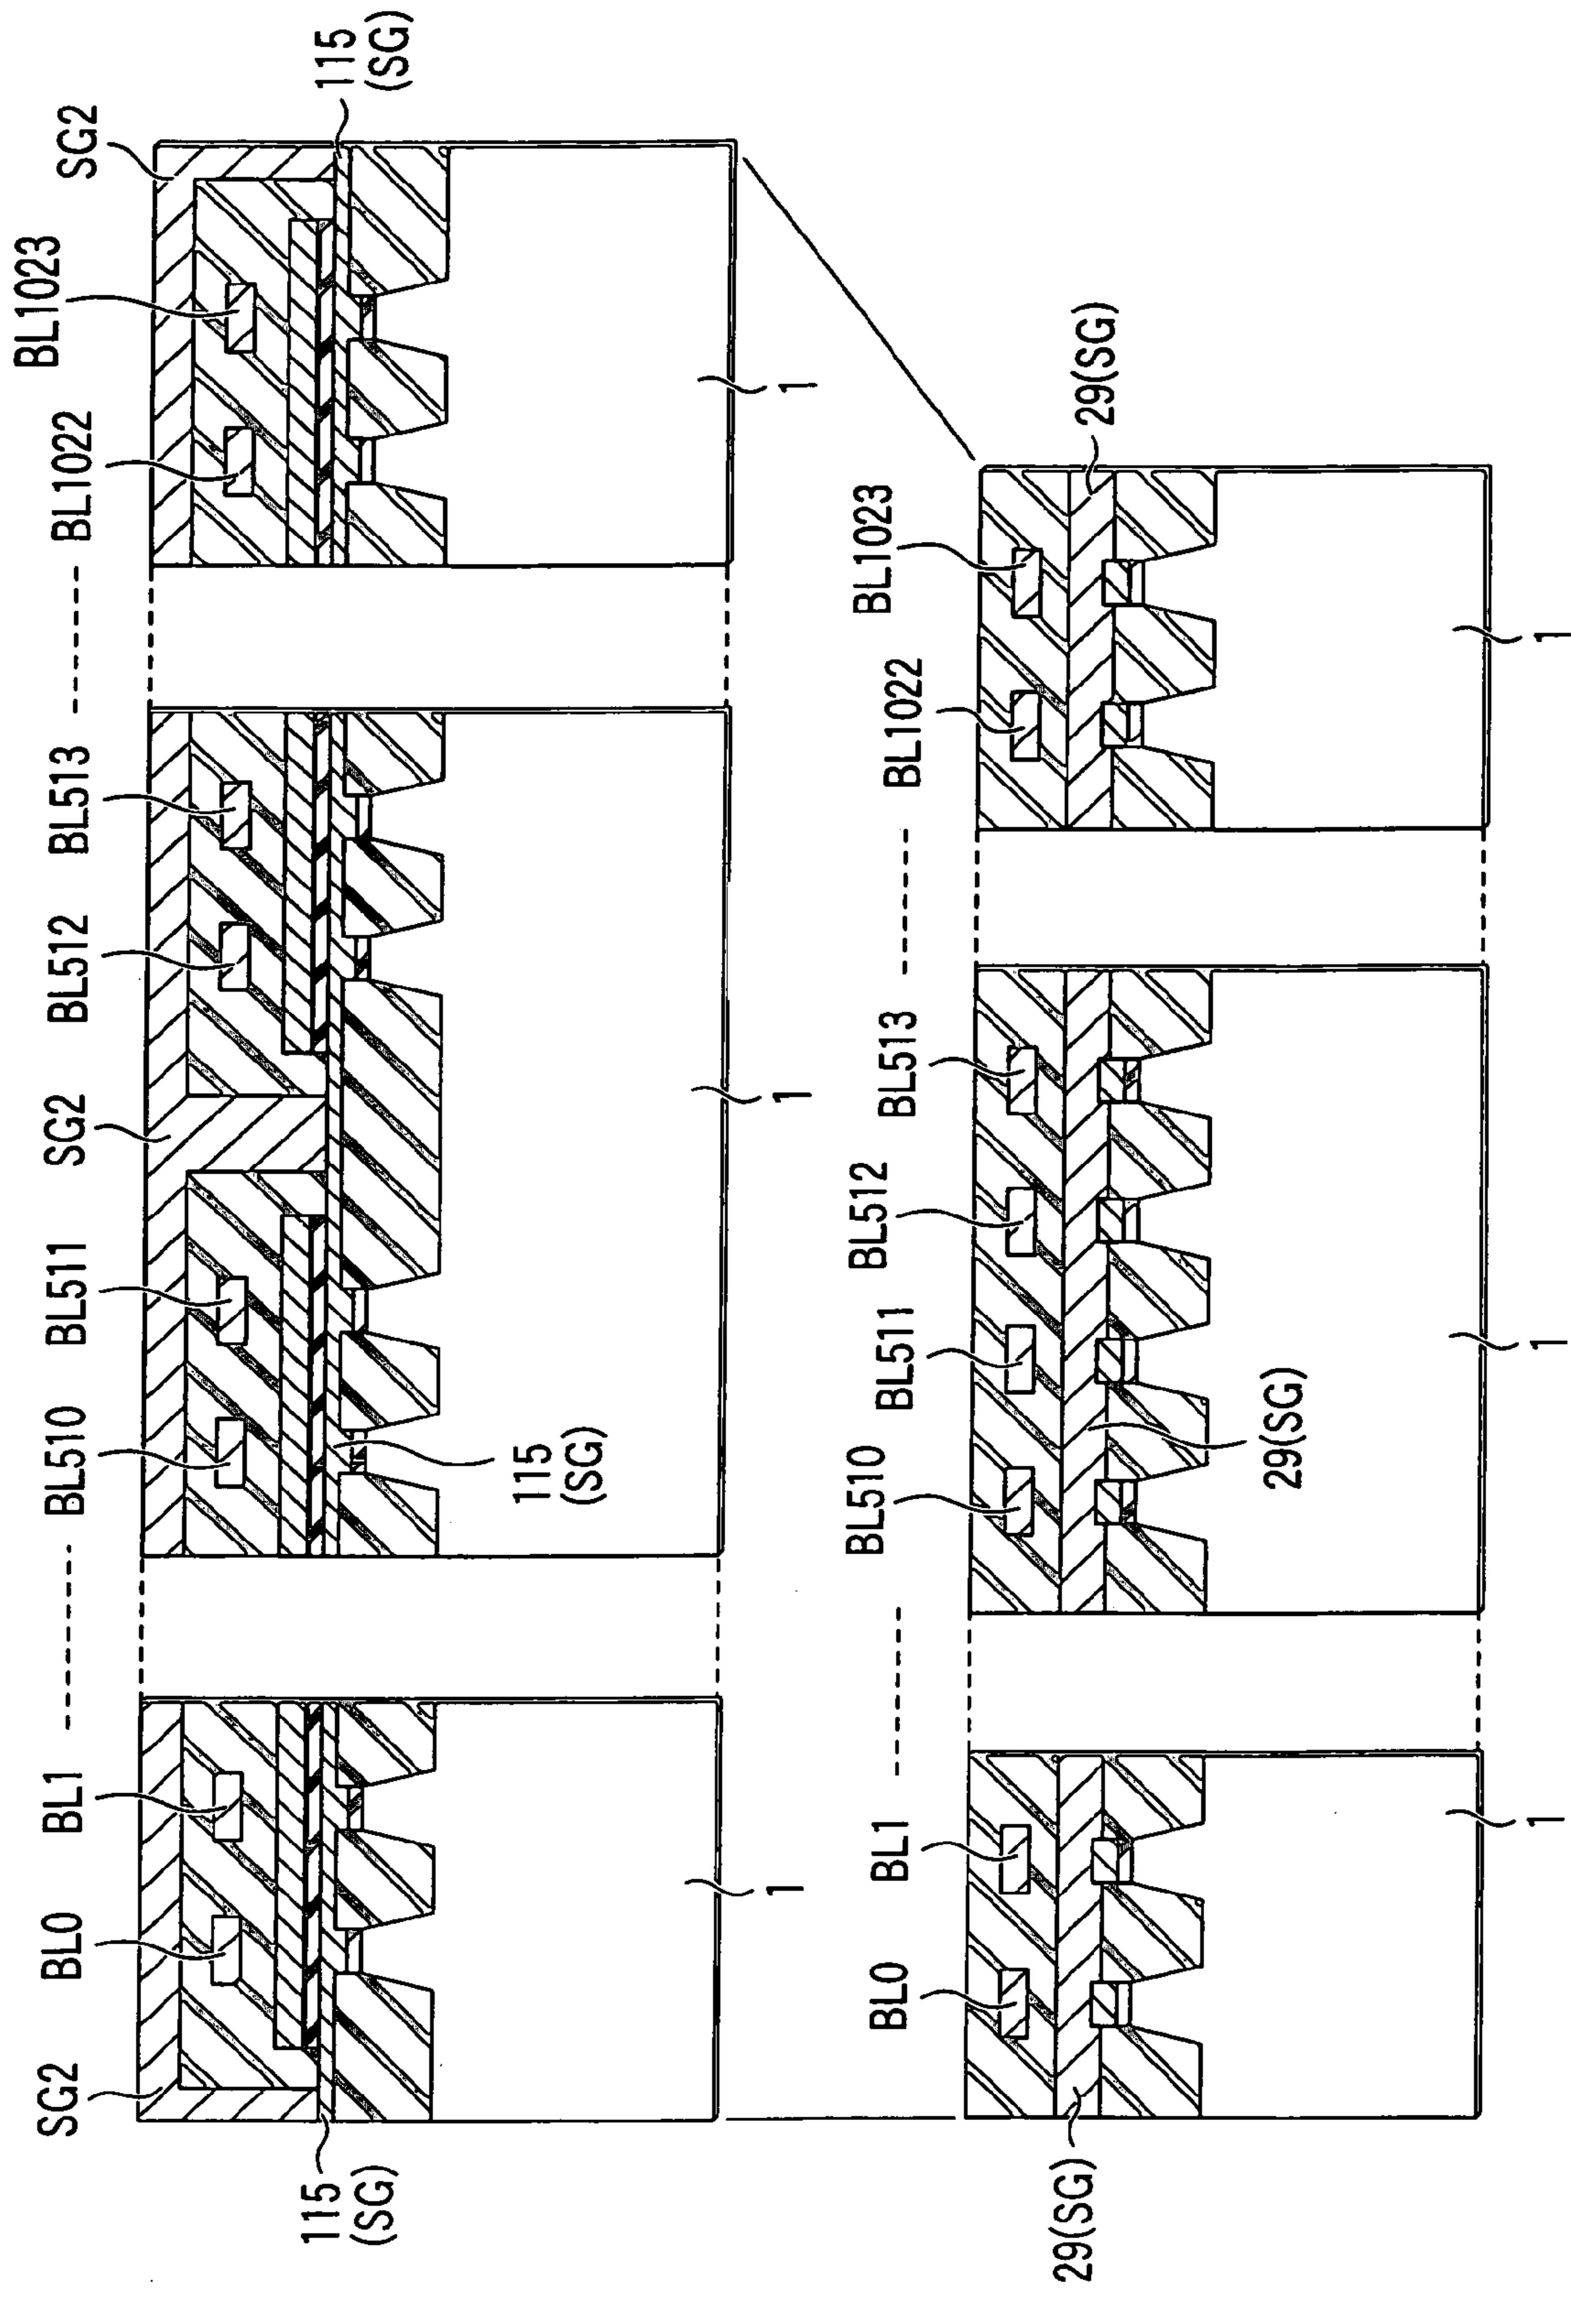 SG2 BL0 BL1 ------- BL510 BL511 SG2 BL512 BL513 ------- BL1022 BL1023 SG2
115
(SG)
115
(SG)
115
(SG)
1
1
1
BL0 BL1 ------- BL510 BL511 BL512 BL513 ------- BL1022 BL1023
29(SG)
29(SG)
29(SG)
1
1
1